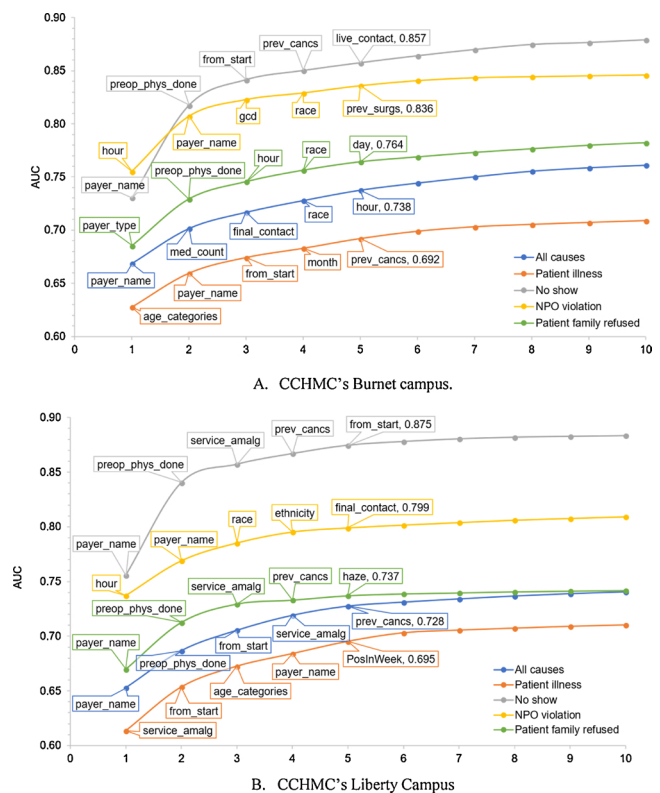 0.90
0.85
0.80
0.75
0.70
0.65
0.60
AUC
0 1 2 3 4 5 6 7 8 9 10
prev_cancs
live_contact, 0.857
from_start
preop_phys_done
hour
payer_name
gcd
race
prev_surgs, 0.836
payer_name
preop_phys_done
hour
race
day, 0.764
payer_type
payer_name
med_count
final_contact
race
hour, 0.738
age_categories
payer_name
from_start
month
prev_cancs, 0.692
All causes
Patient illness
No show
NPO violation
Patient family refused
A. CCHMC's Burnet campus.
0.90
0.85
0.80
0.75
0.70
0.65
0.60
AUC
0 1 2 3 4 5 6 7 8 9 10
service_amalg
prev_cancs
from_start, 0.875
preop_phys_done
payer_name
hour
payer_name
race
ethnicity
final_contact, 0.799
preop_phys_done
service_amalg
prev_cancs
haze, 0.737
payer_name
payer_name
preop_phys_done
from_start
service_amalg
prev_cancs, 0.728
service_amalg
from_start
age_categories
payer_name
PosInWeek, 0.695
All causes
Patient illness
No show
NPO violation
Patient family refused
B. CCHMC's Liberty Campus